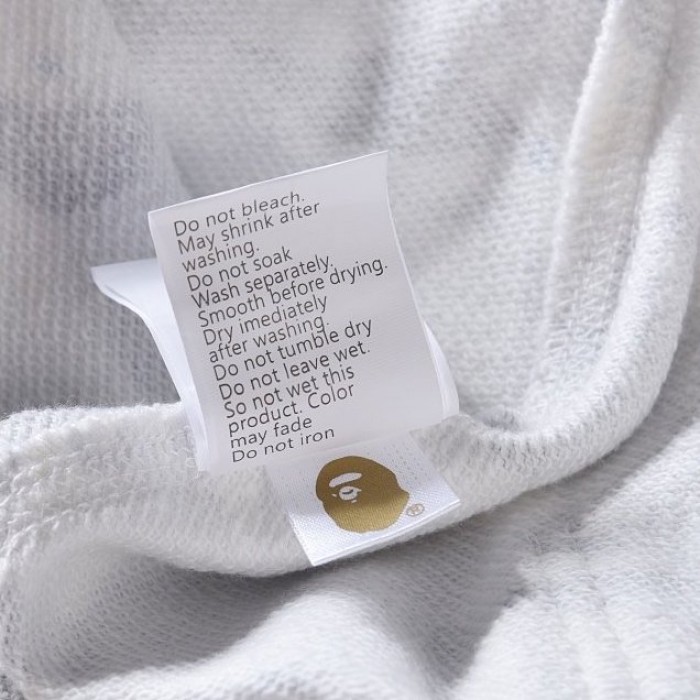 Do not bleach.
May shrink after
washing.
Do not soak
Wash separately.
Smooth before drying.
Dry imediately
after washing.
Do not tumble dry
Do not leave wet.
So not wet this
product. Color
may fade
Do not iron
®